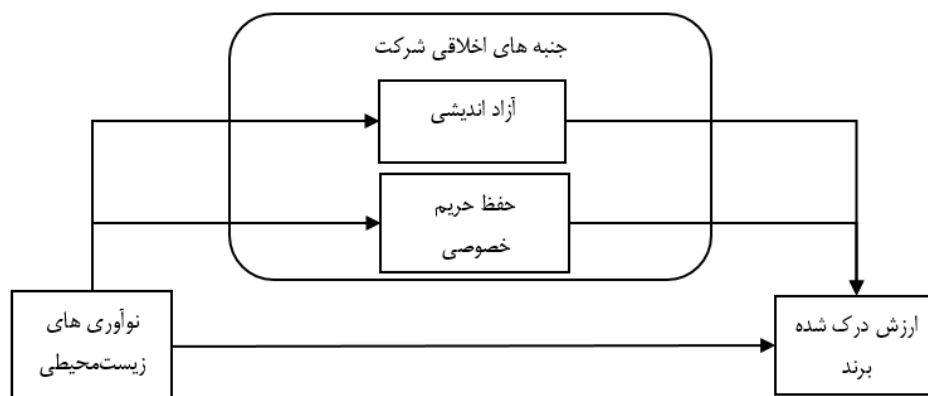 جنبه های اخلاقی شرکت
آزاد اندیشی
حفظ حریم
خصوصی
نوآوری های
زیست‌محیطی
ارزش درک شده
برند